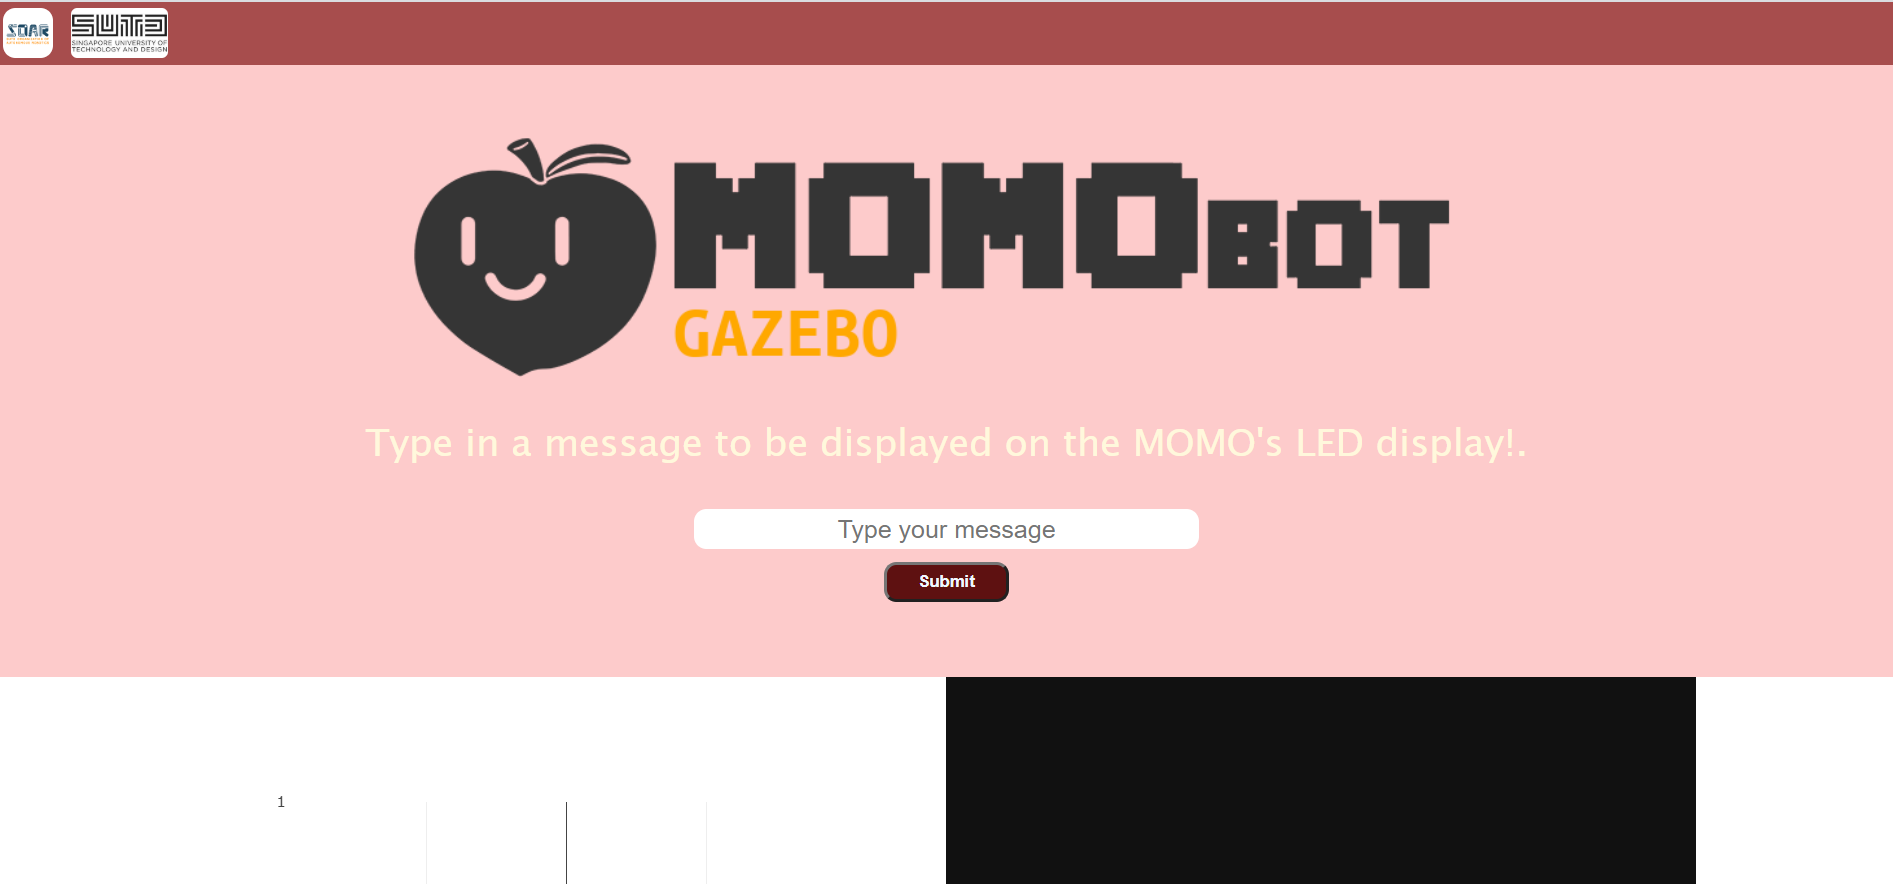 SOAR
SUTD
SINGAPORE UNIVERSITY OF
TECHNOLOGY AND DESIGN
MOMOBOT
GAZEBO
Type in a message to be displayed on the MOMO's LED display!.
Type your message
Submit
1